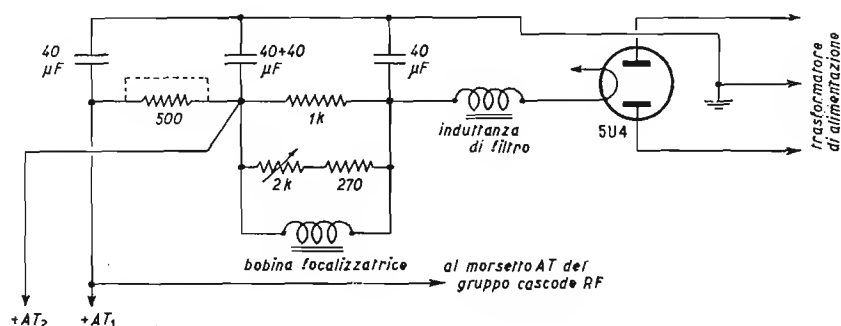 40
µF
40+40
µF
40
µF
500
1k
2k
270
induttanza
di filtro
5U4
trasformatore
di alimentazione
bobina focalizzatrice
al morsetto AT del
gruppo cascode RF
+AT₂
+AT₁